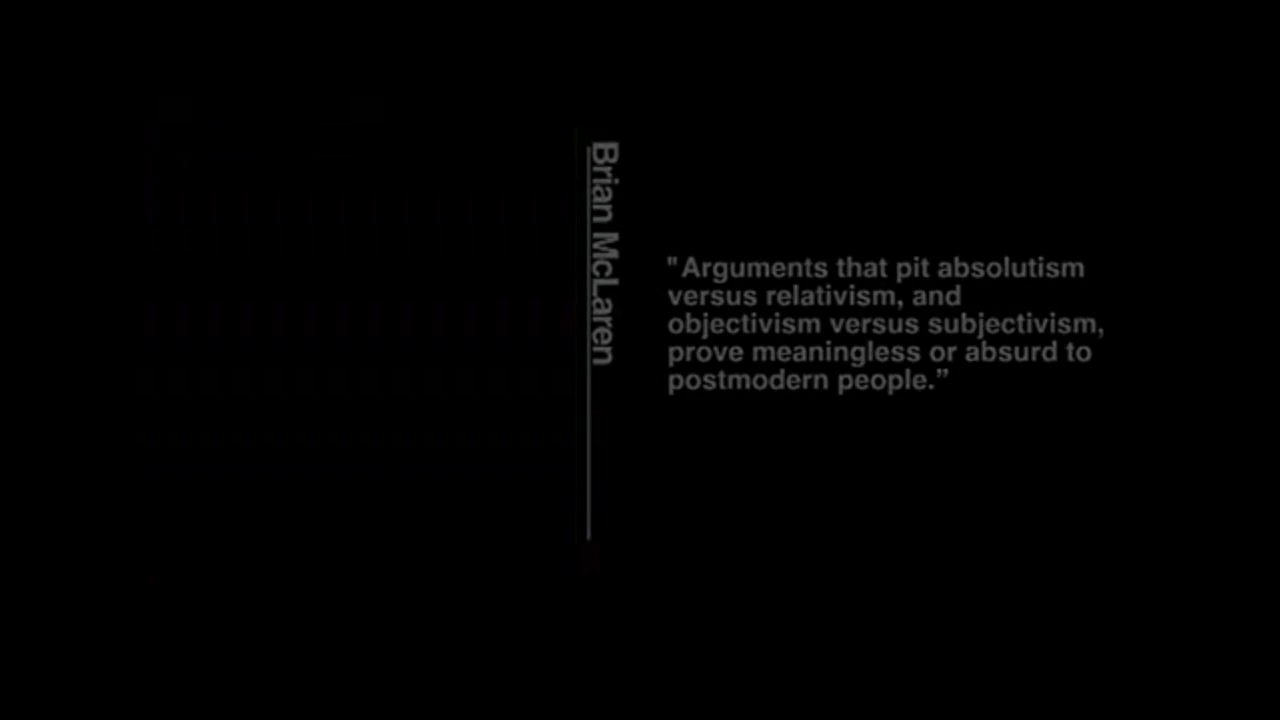 Brian McLaren
"Arguments that pit absolutism
versus relativism, and
objectivism versus subjectivism,
prove meaningless or absurd to
postmodern people.”